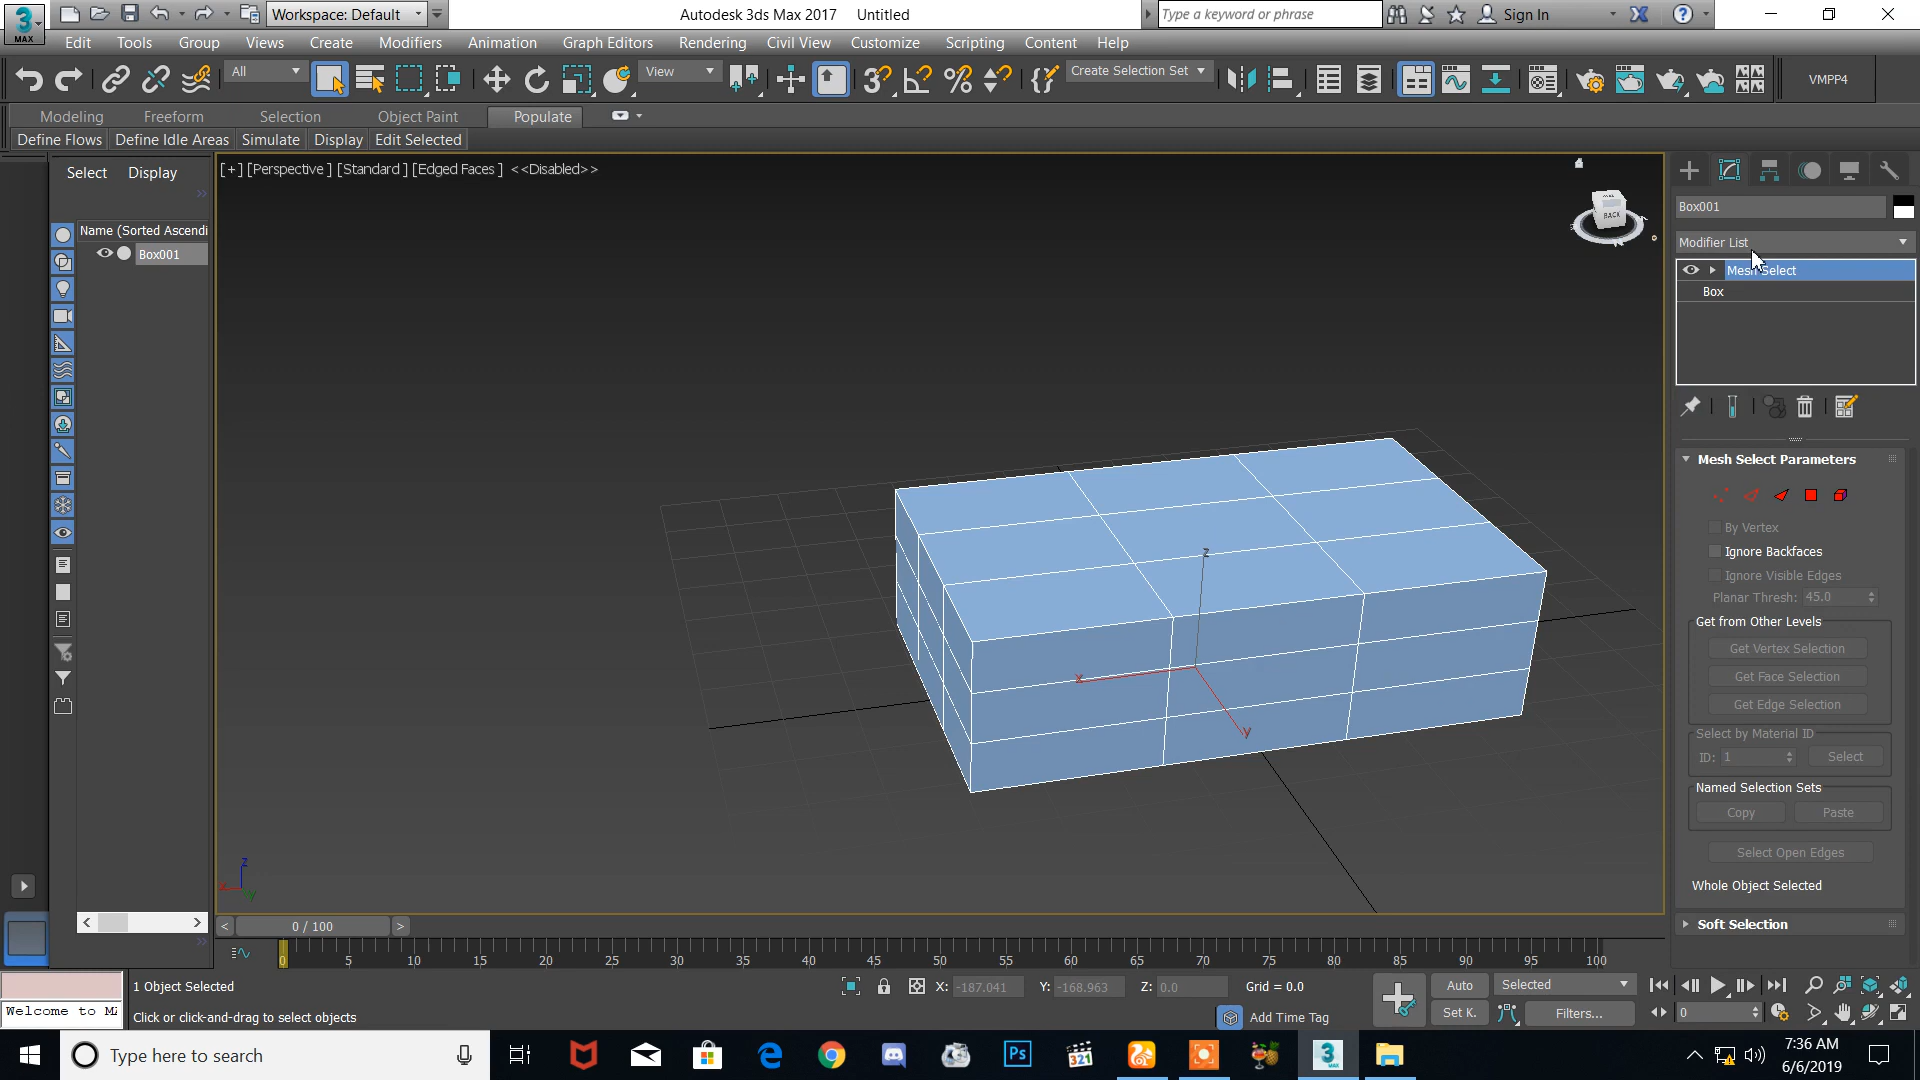 Workspace: Default
Autodesk 3ds Max 2017 Untitled
Type a keyword or phrase
Sign In
MAX
Edit Tools Group Views Create Modifiers Animation Graph Editors Rendering Civil View Customize Scripting Content Help
All
View
Create Selection Set
VMPP4
Modeling Freeform Selection Object Paint Populate
Define Flows Define Idle Areas Simulate Display Edit Selected
Select Display
Name (Sorted Ascendi
Box001
[+] [Perspective ] [Standard ] [Edged Faces ] <<Disabled>>
BACK
z
x
y
z
x
y
Box001
Modifier List
Mesh Select
Box
Mesh Select Parameters
By Vertex
Ignore Backfaces
Ignore Visible Edges
Planar Thresh: 45.0
Get from Other Levels
Get Vertex Selection
Get Face Selection
Get Edge Selection
Select by Material ID
ID: 1 Select
Named Selection Sets
Copy Paste
Select Open Edges
Whole Object Selected
Soft Selection
< 0 / 100 >
0 5 10 15 20 25 30 35 40 45 50 55 60 65 70 75 80 85 90 95 100
1 Object Selected
X: -187.041 Y: -168.963 Z: 0.0 Grid = 0.0
Auto Selected
Welcome to MA
Click or click-and-drag to select objects
Add Time Tag
Set K. Filters... 0
Type here to search
Ps
321
3
MAX
7:36 AM
6/6/2019